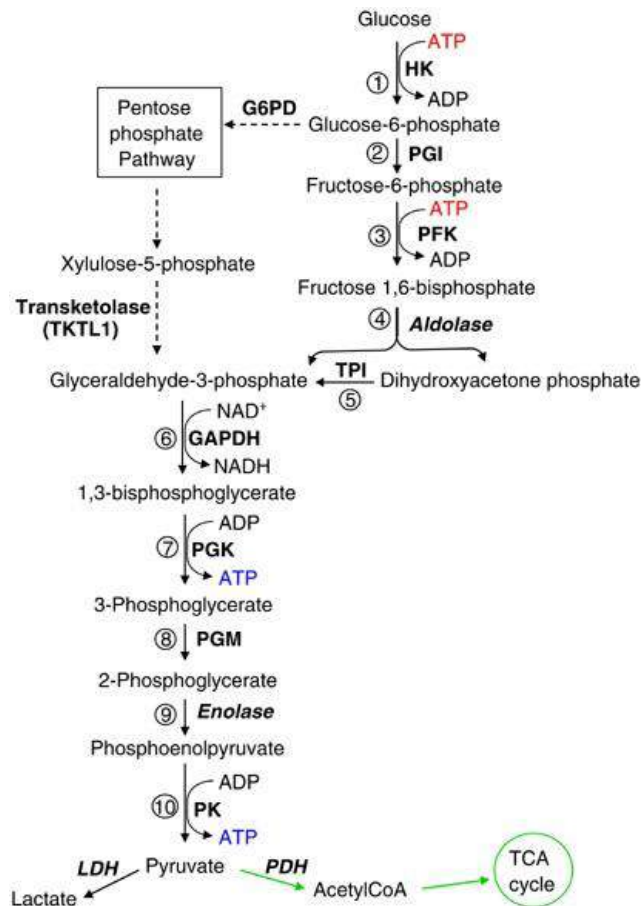 Glucose
ATP
HK
①
ADP
Pentose
phosphate
Pathway
G6PD
Glucose-6-phosphate
②
PGI
Fructose-6-phosphate
ATP
③
PFK
ADP
Xylulose-5-phosphate
Fructose 1,6-bisphosphate
Transketolase
(TKTL1)
④
Aldolase
Glyceraldehyde-3-phosphate
TPI
⑤
Dihydroxyacetone phosphate
NAD⁺
⑥
GAPDH
NADH
1,3-bisphosphoglycerate
ADP
⑦
PGK
ATP
3-Phosphoglycerate
⑧
PGM
2-Phosphoglycerate
⑨
Enolase
Phosphoenolpyruvate
ADP
⑩
PK
ATP
LDH
Pyruvate
PDH
Lactate
AcetylCoA
TCA
cycle